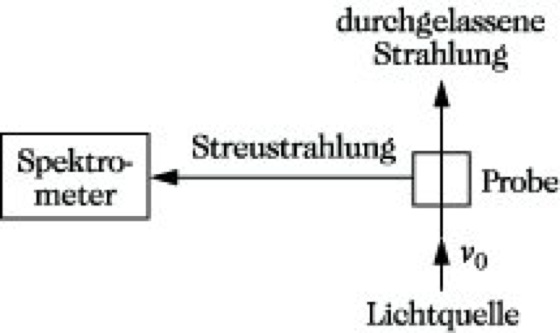 durchgelassene
Strahlung
Streustrahlung
Spektro-
meter
Probe
ν₀
Lichtquelle